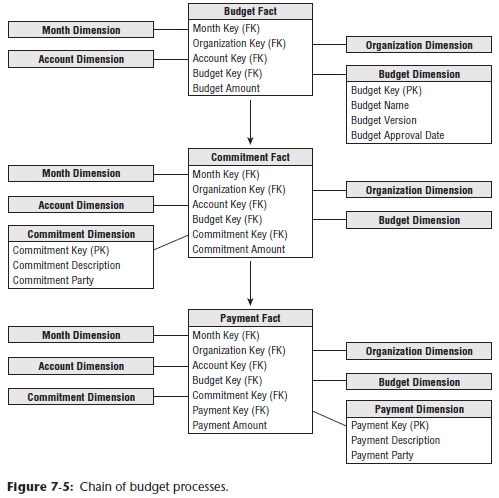 Budget Fact
Month Key (FK)
Organization Key (FK)
Account Key (FK)
Budget Key (FK)
Budget Amount
Month Dimension
Account Dimension
Organization Dimension
Budget Dimension
Budget Key (PK)
Budget Name
Budget Version
Budget Approval Date
Commitment Fact
Month Key (FK)
Organization Key (FK)
Account Key (FK)
Budget Key (FK)
Commitment Key (FK)
Commitment Amount
Month Dimension
Account Dimension
Commitment Dimension
Commitment Key (PK)
Commitment Description
Commitment Party
Organization Dimension
Budget Dimension
Payment Fact
Month Key (FK)
Organization Key (FK)
Account Key (FK)
Budget Key (FK)
Commitment Key (FK)
Payment Key (FK)
Payment Amount
Month Dimension
Account Dimension
Commitment Dimension
Organization Dimension
Budget Dimension
Payment Dimension
Payment Key (PK)
Payment Description
Payment Party
Figure 7-5: Chain of budget processes.